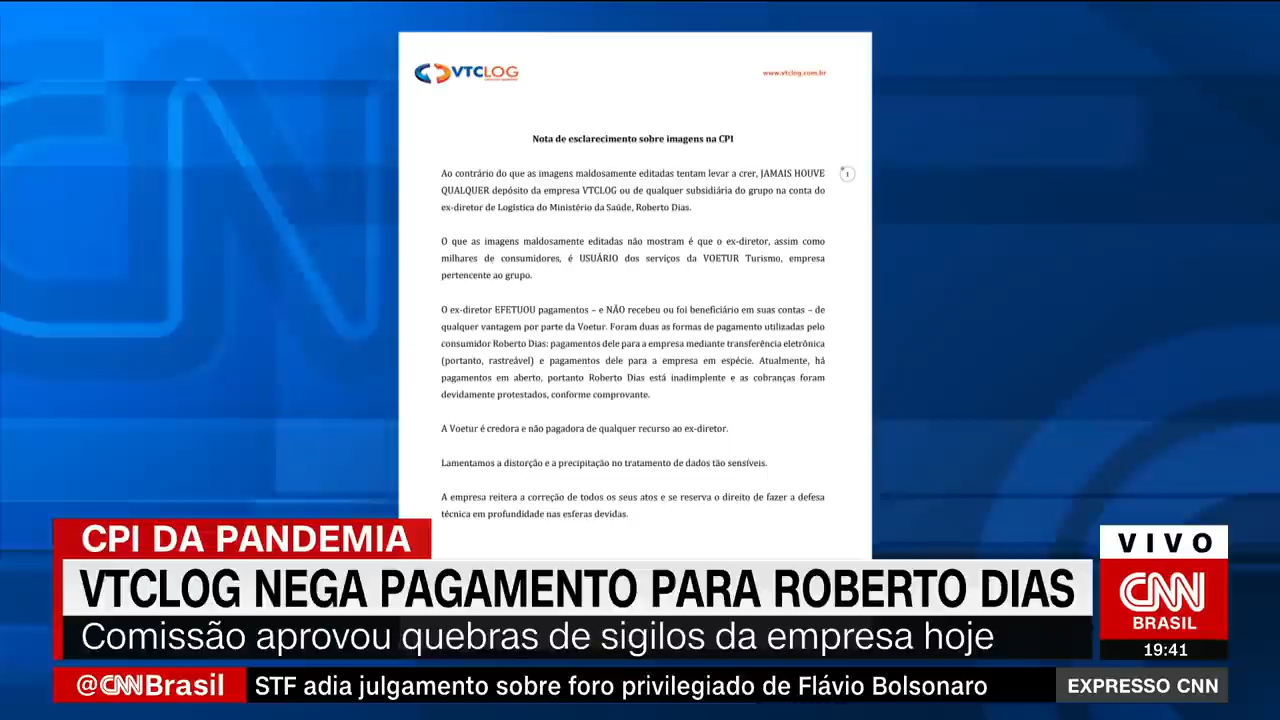 VTCLOG
www.vtclog.com.br
Nota de esclarecimento sobre imagens na CPI
Ao contrário do que as imagens maldosamente editadas tentam levar a crer, JAMAIS HOUVE
1
QUALQUER depósito da empresa VTCLOG ou de qualquer subsidiária do grupo na conta do
ex-diretor de Logística do Ministério da Saúde, Roberto Dias.
O que as imagens maldosamente editadas não mostram é que o ex-diretor, assim como
milhares de consumidores, é USUÁRIO dos serviços da VOETUR Turismo, empresa
pertencente ao grupo.
O ex-diretor EFETUOU pagamentos – e NÃO recebeu ou foi beneficiário em suas contas – de
qualquer vantagem por parte da Voetur. Foram duas as formas de pagamento utilizadas pelo
consumidor Roberto Dias: pagamentos dele para a empresa mediante transferência eletrônica
(portanto, rastreável) e pagamentos dele para a empresa em espécie. Atualmente, há
pagamentos em aberto, portanto Roberto Dias está inadimplente e as cobranças foram
devidamente protestados, conforme comprovante.
A Voetur é credora e não pagadora de qualquer recurso ao ex-diretor.
Lamentamos a distorção e a precipitação no tratamento de dados tão sensíveis.
A empresa reitera a correção de todos os seus atos e se reserva o direito de fazer a defesa
técnica em profundidade nas esferas devidas.
CPI DA PANDEMIA
VTCLOG NEGA PAGAMENTO PARA ROBERTO DIAS
Comissão aprovou quebras de sigilos da empresa hoje
VIVO
CNN
BRASIL
19:41
@CNNBrasil
STF adia julgamento sobre foro privilegiado de Flávio Bolsonaro
EXPRESSO CNN